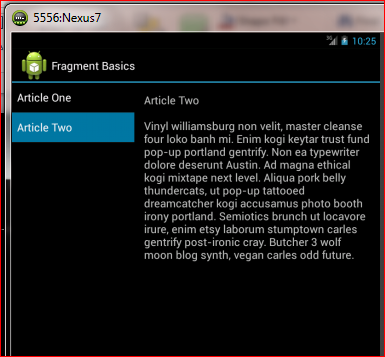 5556:Nexus7
10:25
Fragment Basics
Article One
Article Two
Article Two
Vinyl williamsburg non velit, master cleanse
four loko banh mi. Enim kogi keytar trust fund
pop-up portland gentrify. Non ea typewriter
dolore deserunt Austin. Ad magna ethical
kogi mixtape next level. Aliqua pork belly
thundercats, ut pop-up tattooed
dreamcatcher kogi accusamus photo booth
irony portland. Semiotics brunch ut locavore
irure, enim etsy laborum stumptown carles
gentrify post-ironic cray. Butcher 3 wolf
moon blog synth, vegan carles odd future.